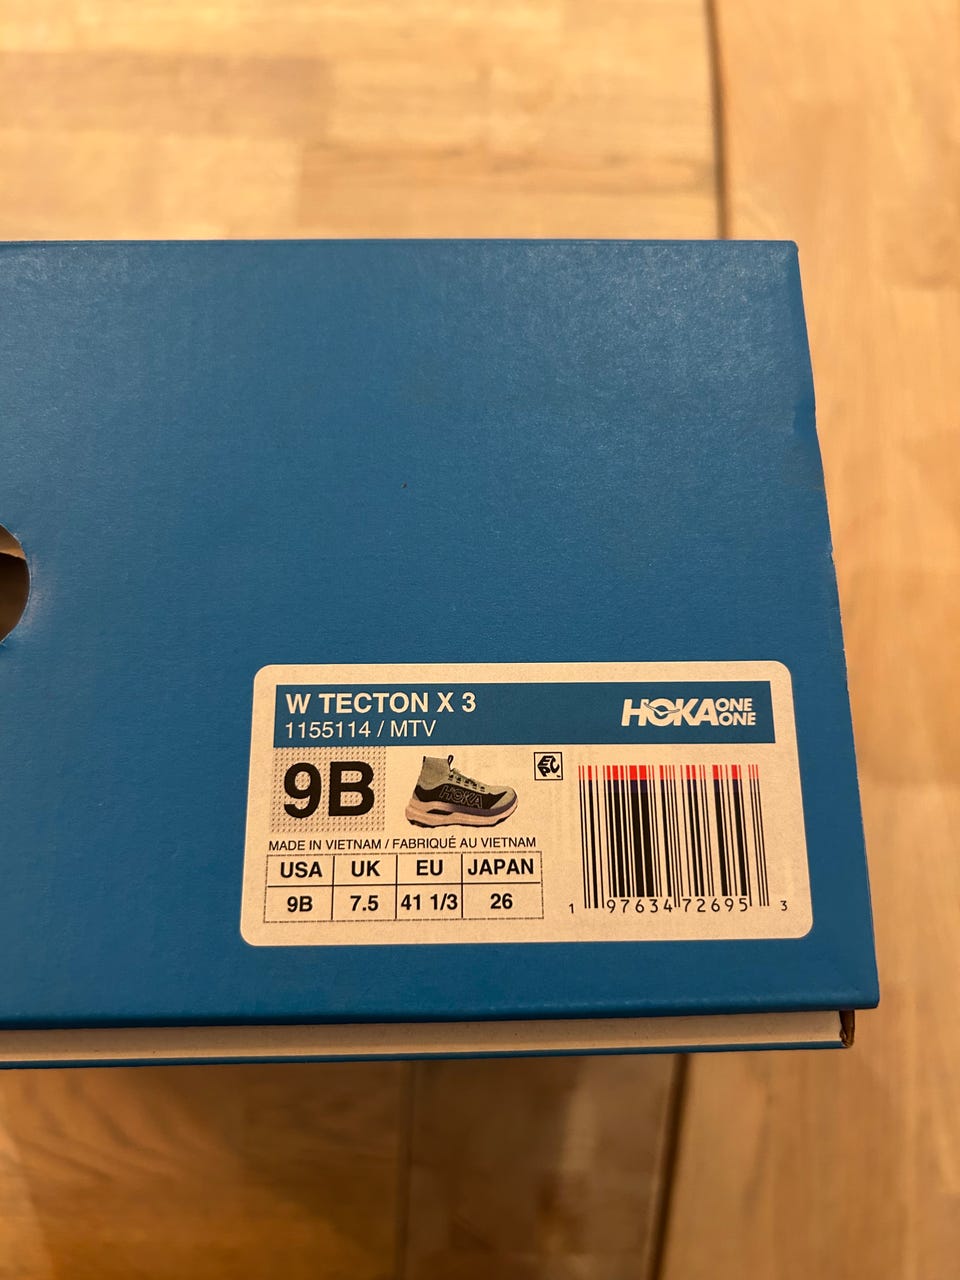 W TECTON X 3
1155114 / MTV
HOKA ONE ONE
9B
HOKA
MADE IN VIETNAM / FABRIQUÉ AU VIETNAM
USA UK EU JAPAN
9B 7.5 41 1/3 26
1 97634 72695 3